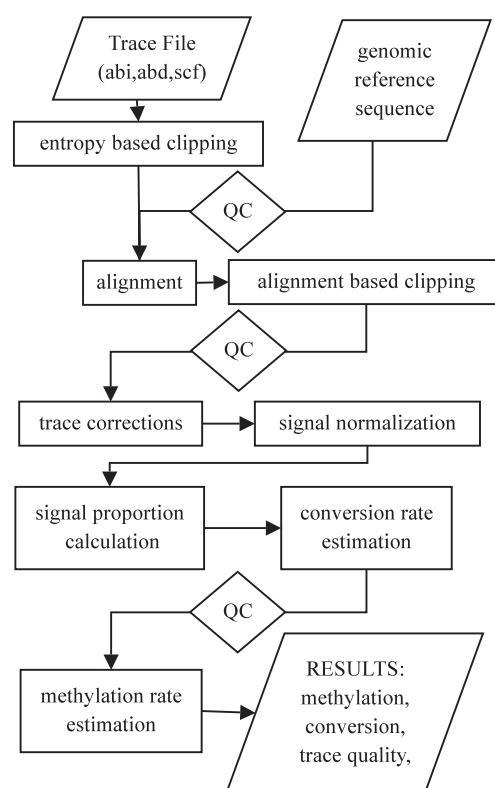 Trace File
(abi,abd,scf)
genomic
reference
sequence
entropy based clipping
QC
alignment
alignment based clipping
QC
trace corrections
signal normalization
signal proportion
calculation
conversion rate
estimation
QC
methylation rate
estimation
RESULTS:
methylation,
conversion,
trace quality,